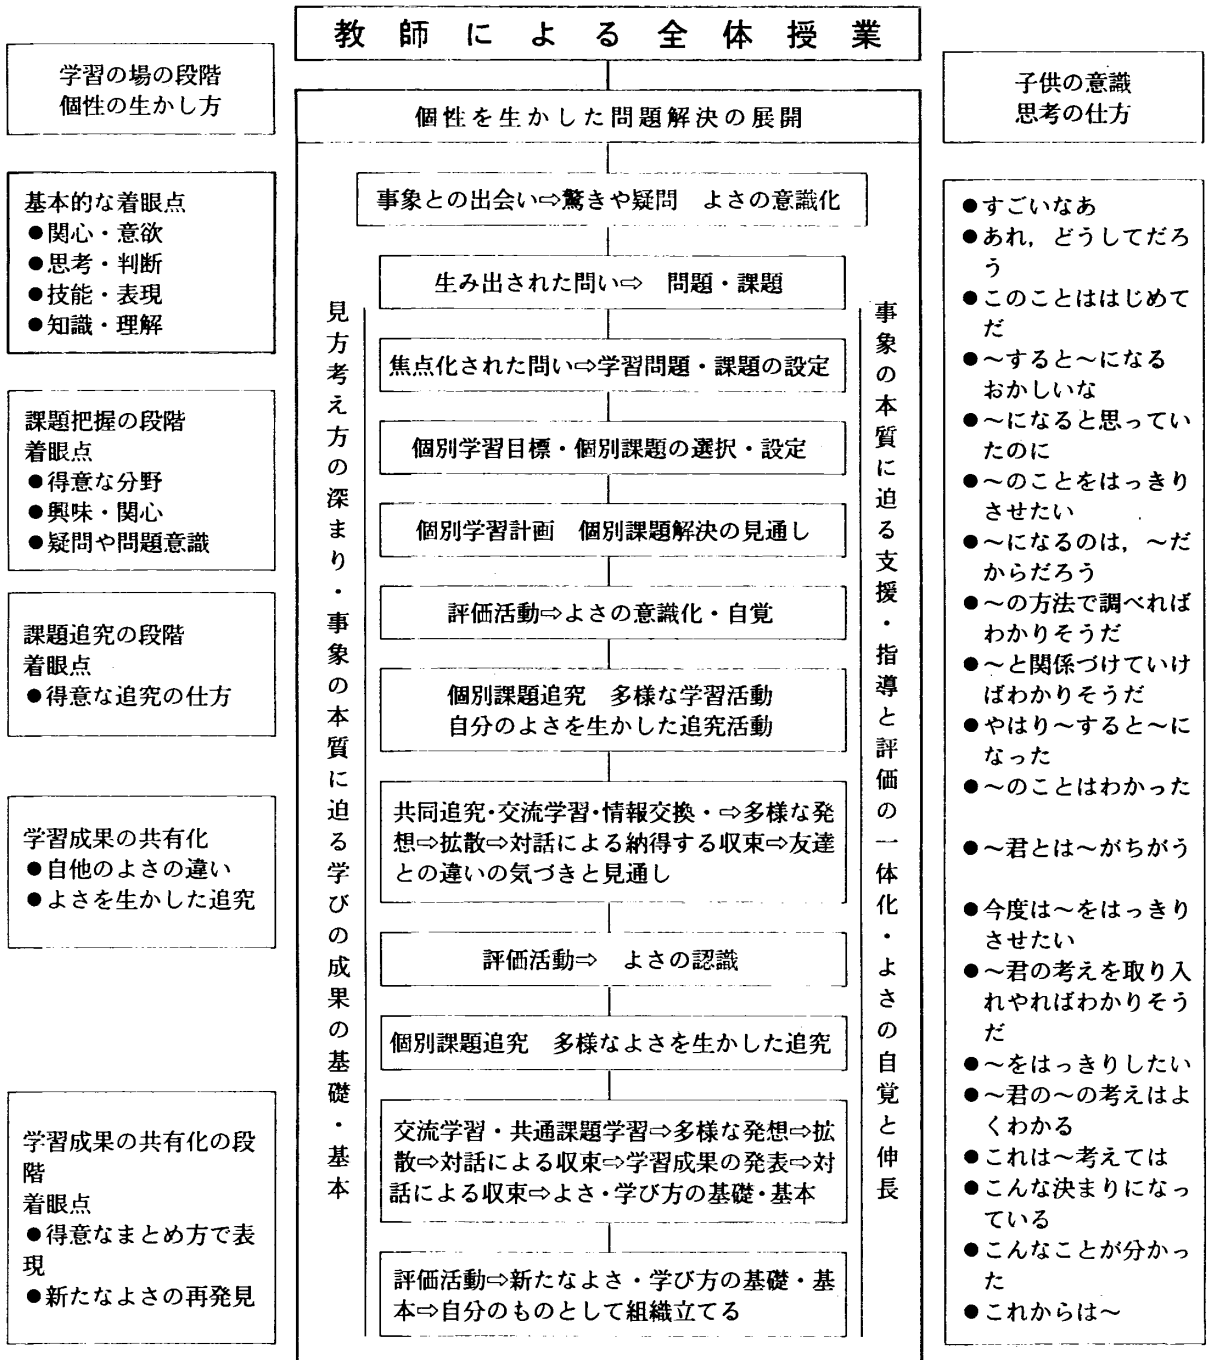 教師による全体授業
学習の場の段階
個性の生かし方
基本的な着眼点
●関心・意欲
●思考・判断
●技能・表現
●知識・理解
課題把握の段階
着眼点
●得意な分野
●興味・関心
●疑問や問題意識
課題追究の段階
着眼点
●得意な追究の仕方
学習成果の共有化
●自他のよさの違い
●よさを生かした追究
学習成果の共有化の段
階
着眼点
●得意なまとめ方で表
現
●新たなよさの再発見
個性を生かした問題解決の展開
事象との出会い⇨驚きや疑問　よさの意識化
見方考え方の深まり・事象の本質に迫る学びの成果の基礎・基本
生み出された問い⇨　問題・課題
焦点化された問い⇨学習問題・課題の設定
個別学習目標・個別課題の選択・設定
個別学習計画　個別課題解決の見通し
評価活動⇨よさの意識化・自覚
個別課題追究　多様な学習活動
自分のよさを生かした追究活動
共同追究・交流学習・情報交換・⇨多様な発
想⇨拡散⇨対話による納得する収束⇨友達
との違いの気づきと見通し
評価活動⇨　よさの認識
個別課題追究　多様なよさを生かした追究
交流学習・共通課題学習⇨多様な発想⇨拡
散⇨対話による収束⇨学習成果の発表⇨対
話による収束⇨よさ・学び方の基礎・基本
評価活動⇨新たなよさ・学び方の基礎・基
本⇨自分のものとして組織立てる
事象の本質に迫る支援・指導と評価の一体化・よさの自覚と伸長
子供の意識
思考の仕方
●すごいなあ
●あれ，どうしてだろ
う
●このことははじめて
だ
●～すると～になる
おかしいな
●～になると思ってい
たのに
●～のことをはっきり
させたい
●～になるのは，～だ
からだろう
●～の方法で調べれば
わかりそうだ
●～と関係づけていけ
ばわかりそうだ
●やはり～すると～に
なった
●～のことはわかった
●～君とは～がちがう
●今度は～をはっきり
させたい
●～君の考えを取り入
れやればわかりそう
だ
●～をはっきりしたい
●～君の～の考えはよ
くわかる
●これは～考えては
●こんな決まりになっ
ている
●こんなことが分かっ
た
●これからは～